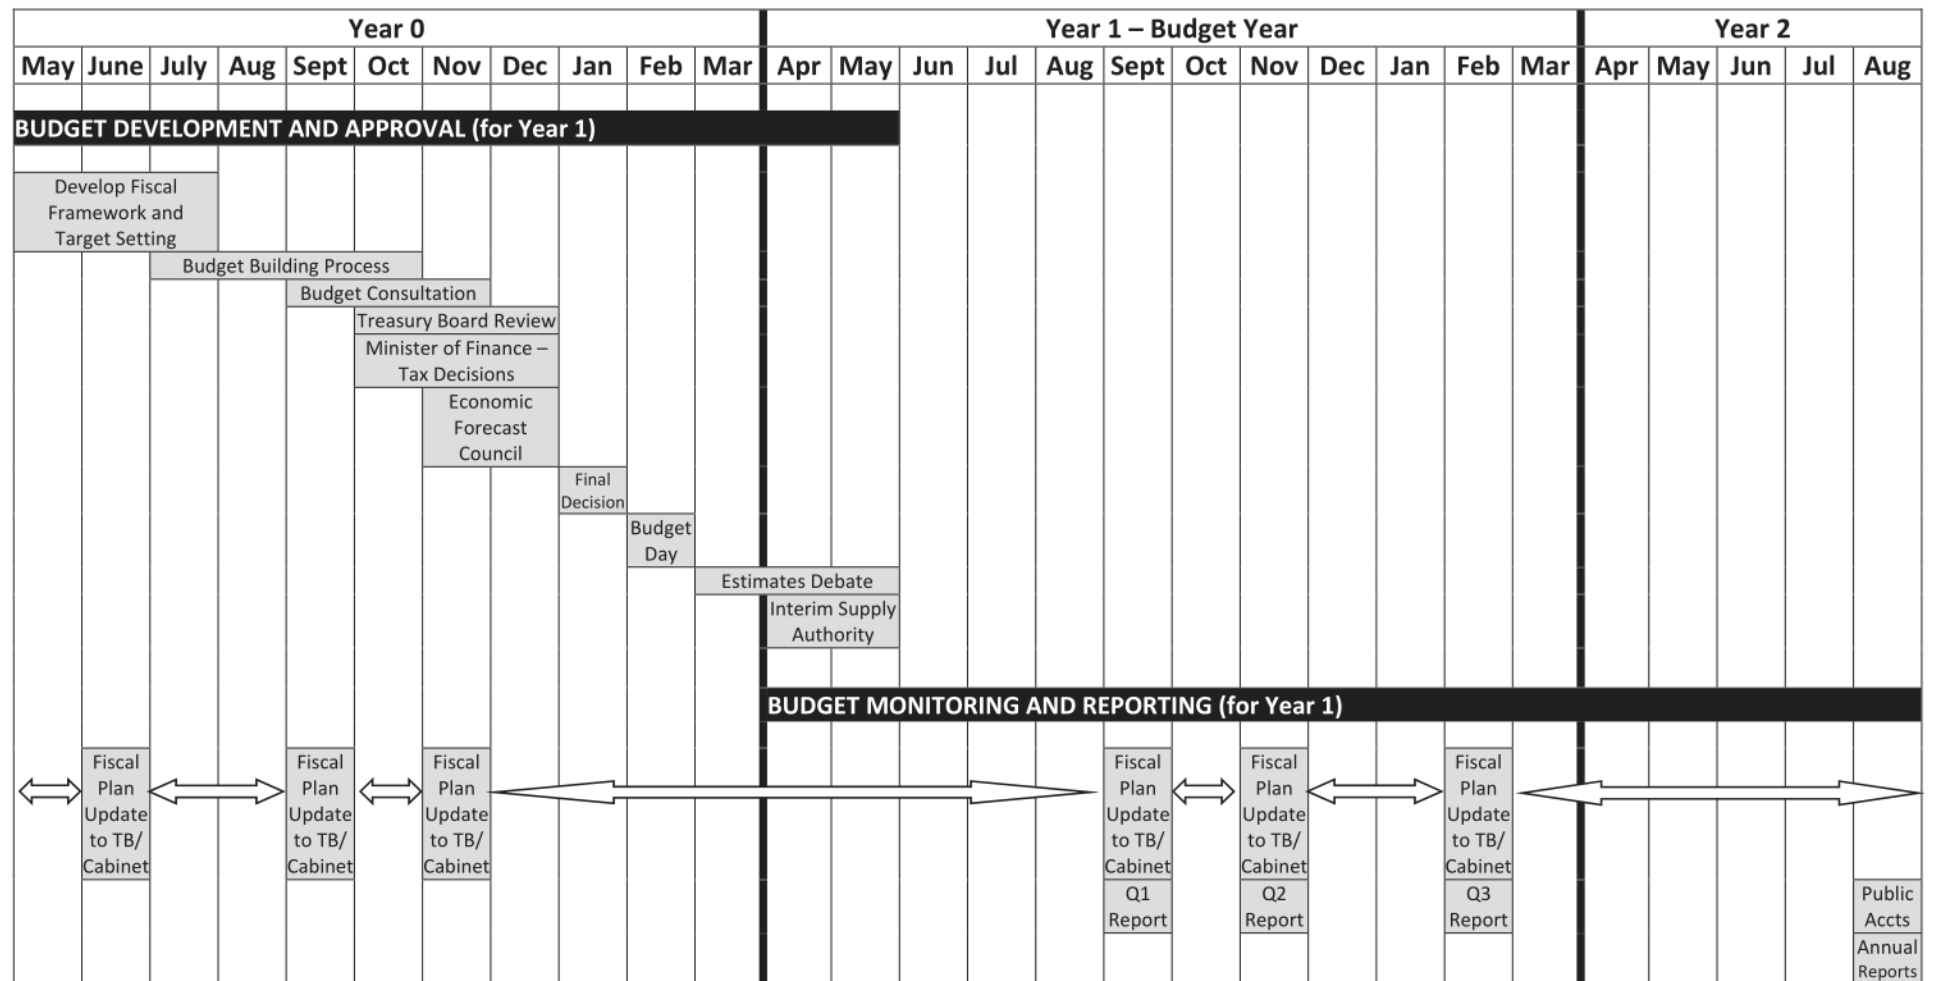 Year 0 Year 1 – Budget Year Year 2
May June July Aug Sept Oct Nov Dec Jan Feb Mar Apr May Jun Jul Aug Sept Oct Nov Dec Jan Feb Mar Apr May Jun Jul Aug
BUDGET DEVELOPMENT AND APPROVAL (for Year 1)
Develop Fiscal
Framework and
Target Setting
Budget Building Process
Budget Consultation
Treasury Board Review
Minister of Finance –
Tax Decisions
Economic
Forecast
Council
Final
Decision
Budget
Day
Estimates Debate
Interim Supply
Authority
BUDGET MONITORING AND REPORTING (for Year 1)
Fiscal
Plan
Update
to TB/
Cabinet
Fiscal
Plan
Update
to TB/
Cabinet
Fiscal
Plan
Update
to TB/
Cabinet
Fiscal
Plan
Update
to TB/
Cabinet
Q1
Report
Fiscal
Plan
Update
to TB/
Cabinet
Q2
Report
Fiscal
Plan
Update
to TB/
Cabinet
Q3
Report
Public
Accts
Annual
Reports